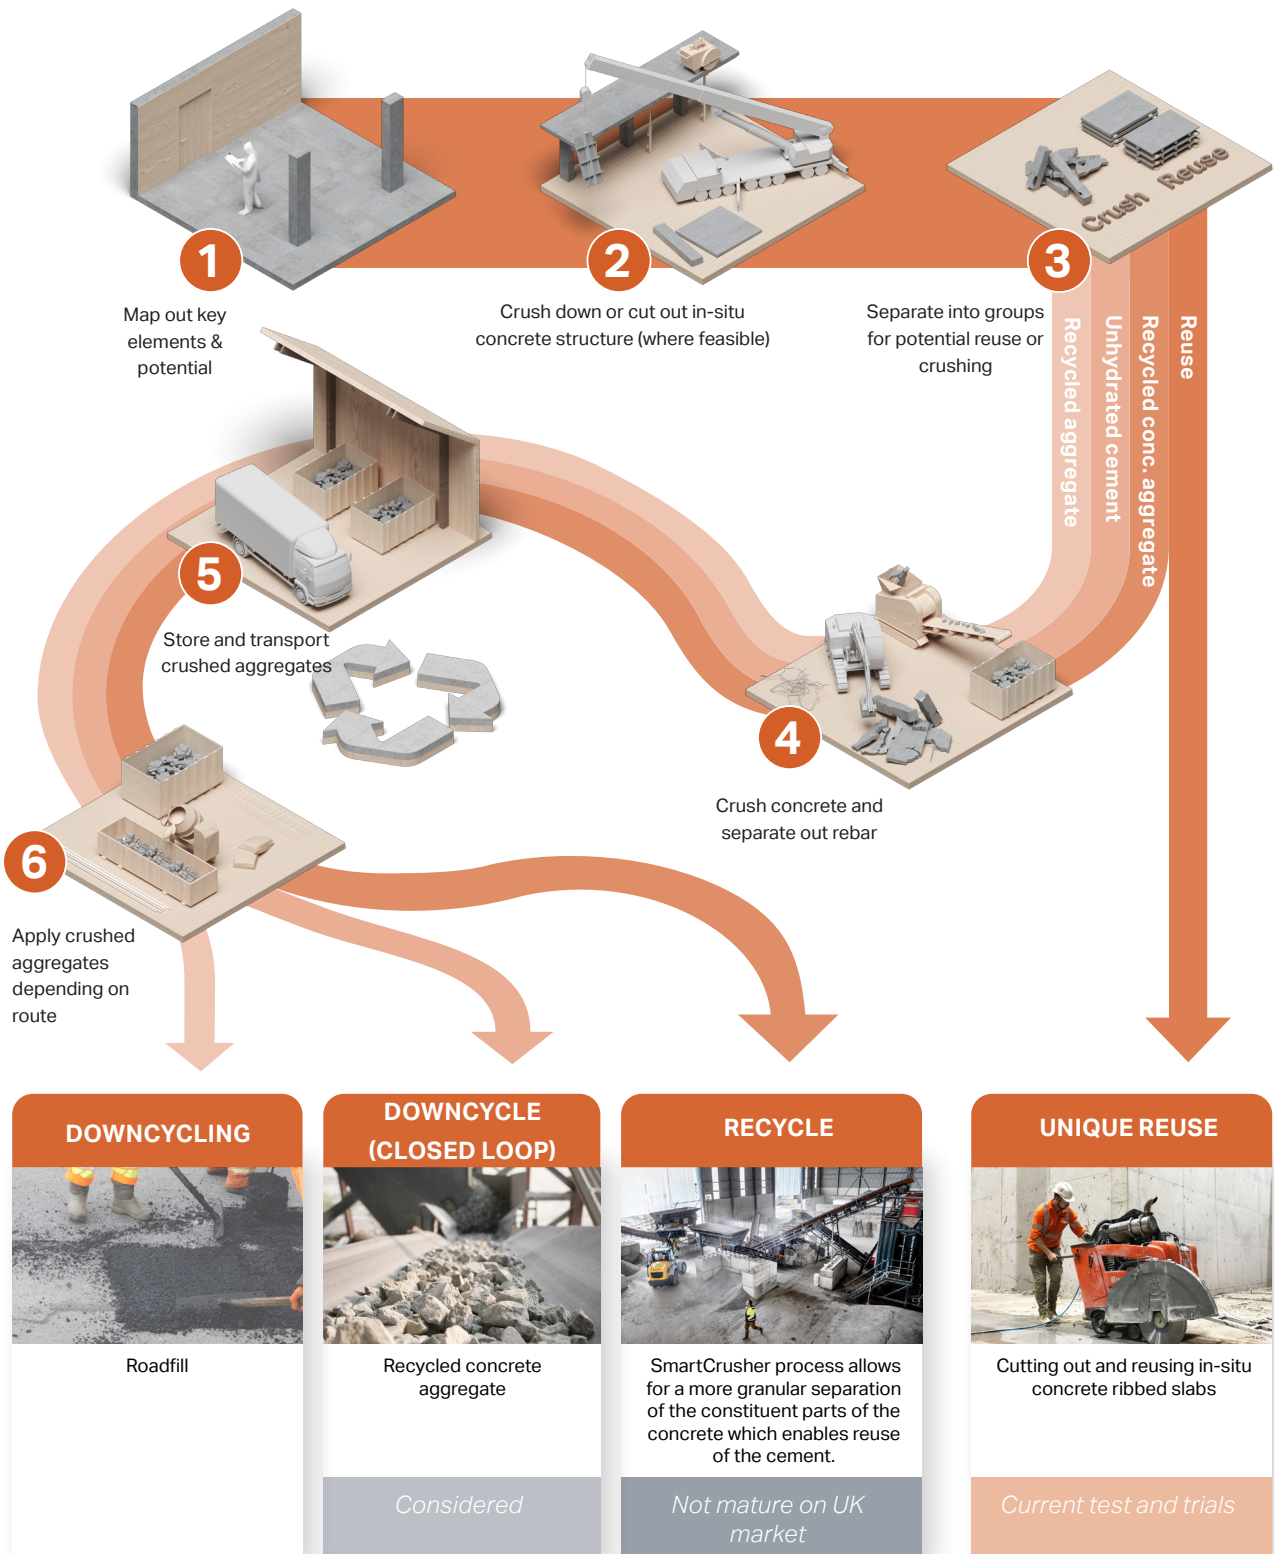 1
Map out key
elements &
potential
2
Crush down or cut out in-situ
concrete structure (where feasible)
Crush
Reuse
3
Separate into groups
for potential reuse or
crushing
Recycled aggregate
Unhydrated cement
Recycled conc. aggregate
Reuse
4
Crush concrete and
separate out rebar
5
Store and transport
crushed aggregates
6
Apply crushed
aggregates
depending on
route
DOWNCYCLING
Roadfill
DOWNCYCLE
(CLOSED LOOP)
Recycled concrete
aggregate
Considered
RECYCLE
SmartCrusher process allows
for a more granular separation
of the constituent parts of the
concrete which enables reuse
of the cement.
Not mature on UK
market
UNIQUE REUSE
Cutting out and reusing in-situ
concrete ribbed slabs
Current test and trials